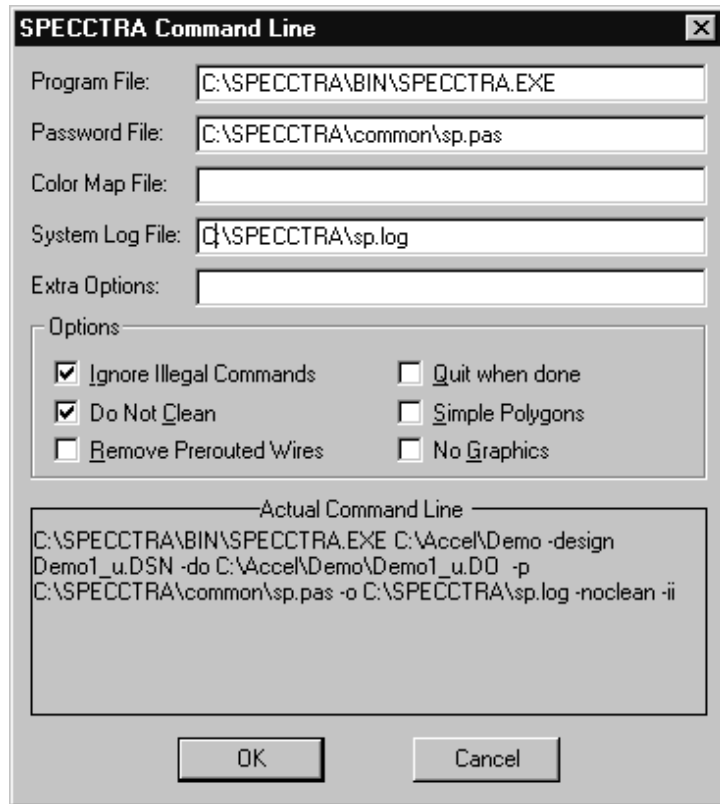 SPECCTRA Command Line
Program File: C:\SPECCTRA\BIN\SPECCTRA.EXE
Password File: C:\SPECCTRA\common\sp.pas
Color Map File:
System Log File: C:\SPECCTRA\sp.log
Extra Options:
Options
Ignore Illegal Commands Quit when done
Do Not Clean Simple Polygons
Remove Prerouted Wires No Graphics
Actual Command Line
C:\SPECCTRA\BIN\SPECCTRA.EXE C:\Accel\Demo -design
Demo1_u.DSN -do C:\Accel\Demo\Demo1_u.DO -p
C:\SPECCTRA\common\sp.pas -o C:\SPECCTRA\sp.log -noclean -ii
OK Cancel